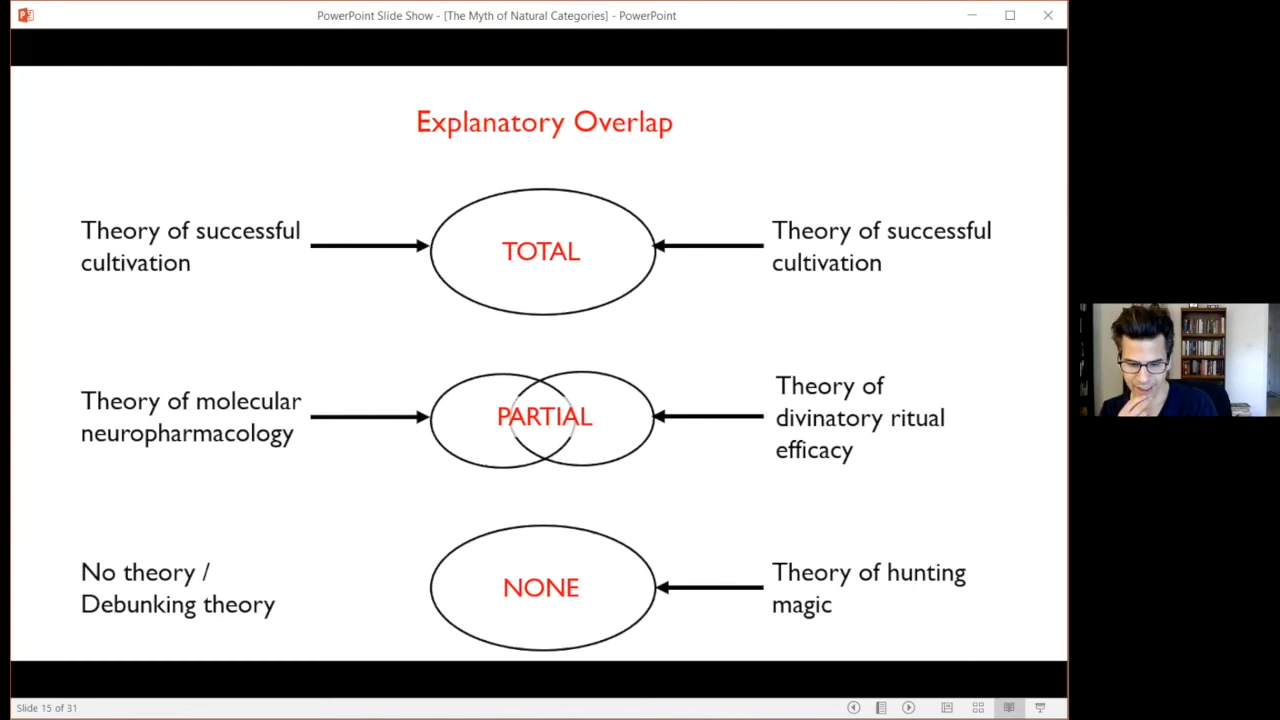 PowerPoint Slide Show - [The Myth of Natural Categories] - PowerPoint
Explanatory Overlap
Theory of successful
cultivation
TOTAL
Theory of successful
cultivation
Theory of molecular
neuropharmacology
PARTIAL
Theory of
divinatory ritual
efficacy
No theory /
Debunking theory
NONE
Theory of hunting
magic
Slide 15 of 31